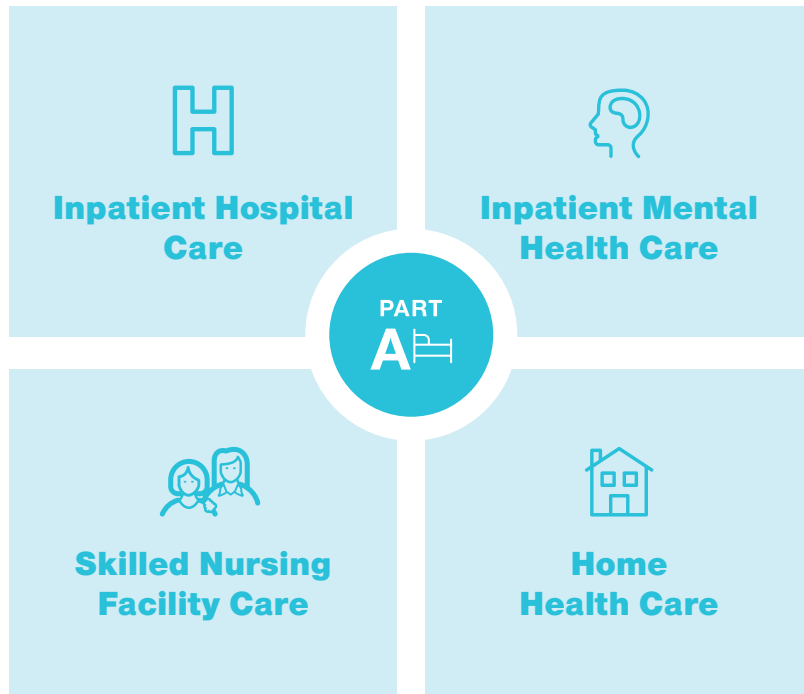 Inpatient Hospital
Care
Inpatient Mental
Health Care
PART
A
Skilled Nursing
Facility Care
Home
Health Care